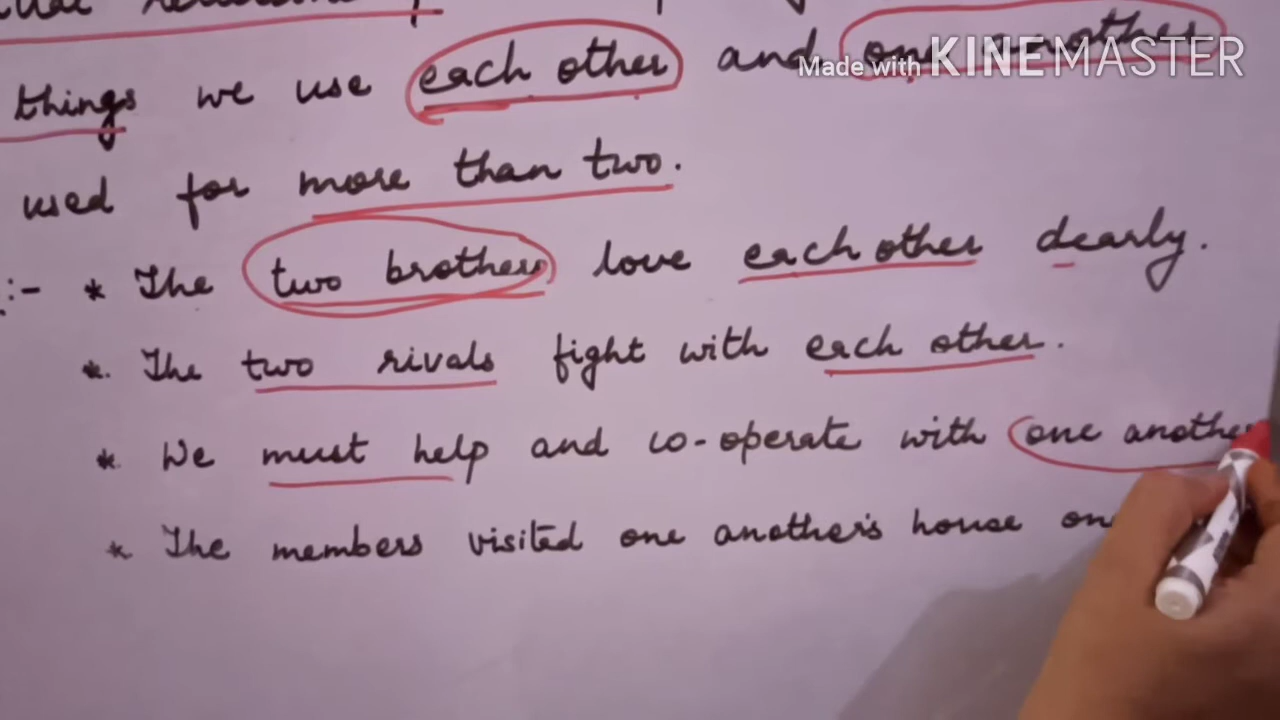 things we use each other and one another
Made with KINEMASTER
used for more than two.
:- * The two brothers love each other dearly.
* The two rivals fight with each other.
* We must help and co-operate with one another
* The members visited one another's house